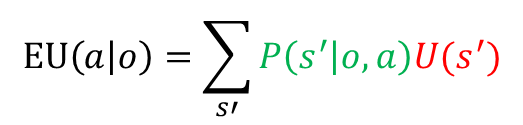 EU(a|o) = ∑_{s′} P(s′|o, a)U(s′)